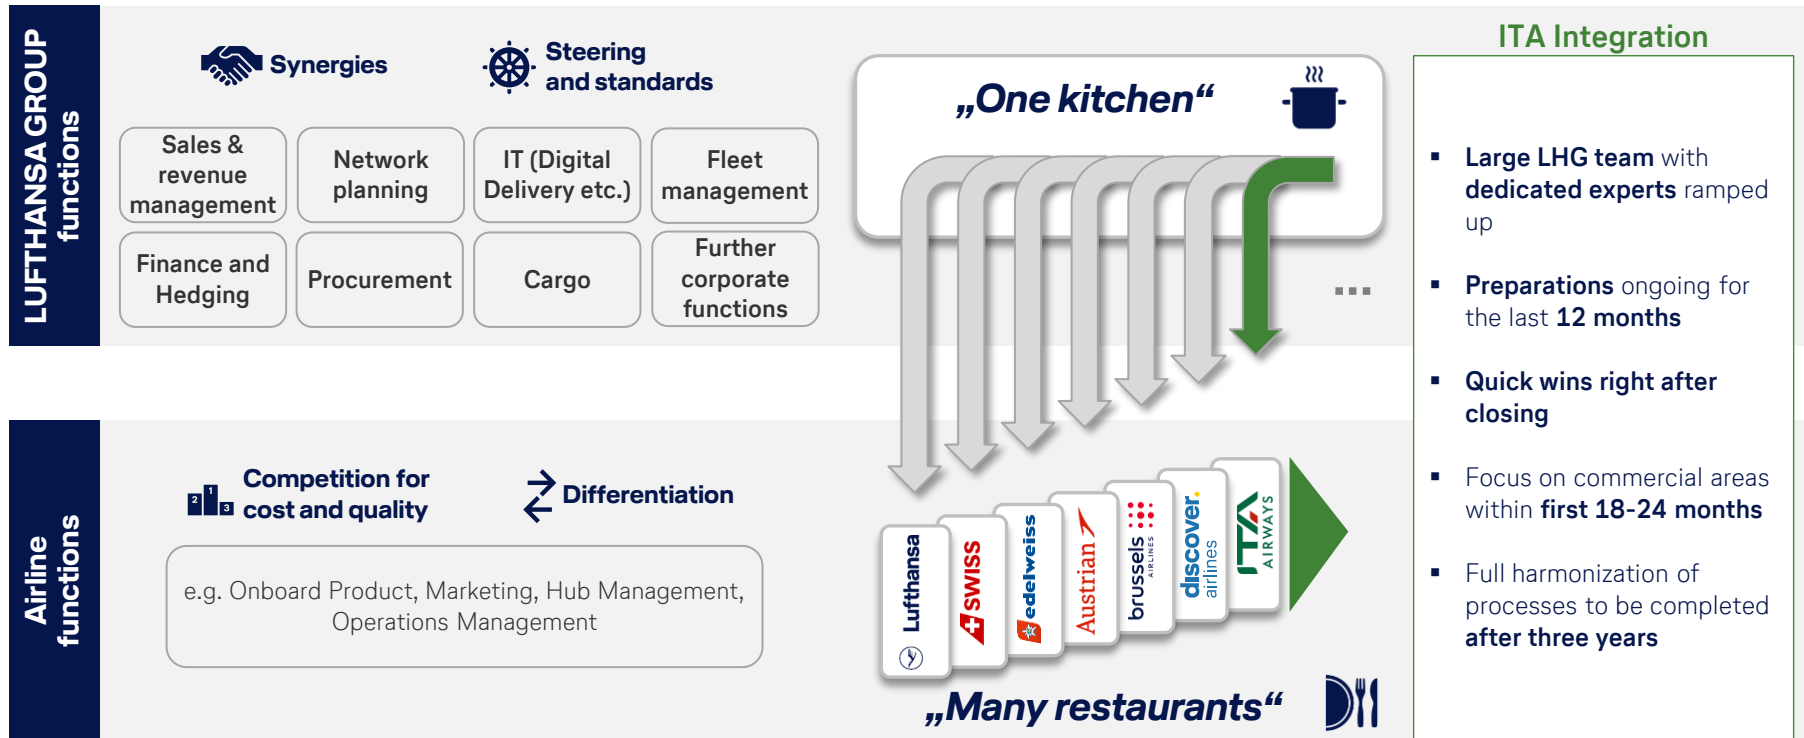 LUFTHANSA GROUP
functions
Synergies
Steering
and standards
Sales &
revenue
management
Network
planning
IT (Digital
Delivery etc.)
Fleet
management
Finance and
Hedging
Procurement
Cargo
Further
corporate
functions
„One kitchen“
...
Airline
functions
2 1 3
Competition for
cost and quality
Differentiation
e.g. Onboard Product, Marketing, Hub Management,
Operations Management
Lufthansa
SWISS
edelweiss
Austrian
brussels
AIRLINES
discover.
airlines
ITA
AIRWAYS
„Many restaurants“
ITA Integration
▪ Large LHG team with
dedicated experts ramped
up
▪ Preparations ongoing for
the last 12 months
▪ Quick wins right after
closing
▪ Focus on commercial areas
within first 18-24 months
▪ Full harmonization of
processes to be completed
after three years